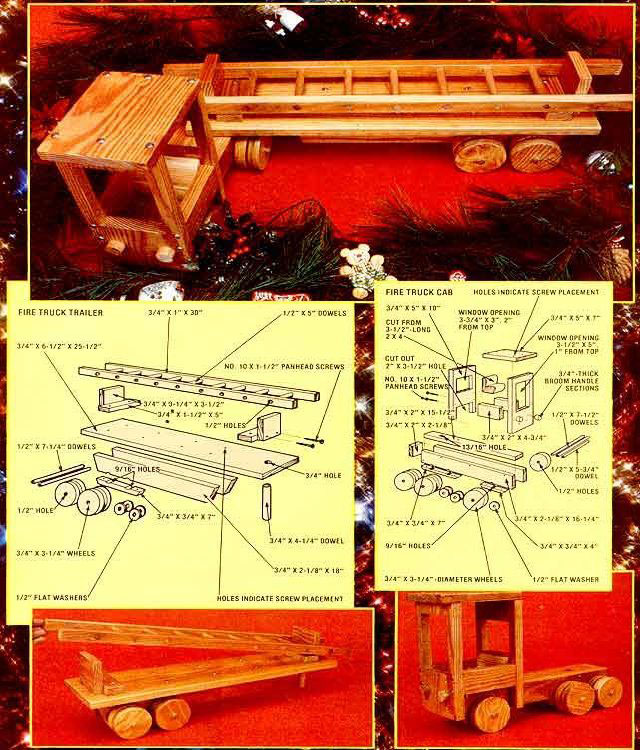 FIRE TRUCK TRAILER
3/4" X 1" X 30"
1/2" X 5" DOWELS
3/4" X 6-1/2" X 25-1/2"
NO. 10 X 1-1/2" PANHEAD SCREWS
3/4" X 9-1/4" X 3-1/2"
3/4" X 1-1/2" X 5"
1/2" HOLES
1/2" X 7-1/4" DOWELS
9/16" HOLES
3/4" HOLE
1/2" HOLE
3/4" X 3/4" X 7"
3/4" X 4-1/4" DOWEL
3/4" X 3-1/4" WHEELS
3/4" X 2-1/8" X 18"
1/2" FLAT WASHERS
HOLES INDICATE SCREW PLACEMENT
FIRE TRUCK CAB
HOLES INDICATE SCREW PLACEMENT
3/4" X 5" X 10"
WINDOW OPENING
3-3/4" X 3", 2"
FROM TOP
3/4" X 5" X 7"
CUT FROM
3-1/2"-LONG
2 X 4
WINDOW OPENING
3-1/2" X 5",
1" FROM TOP
CUT OUT
2" X 3-1/2" HOLE
NO. 10 X 1-1/2"
PANHEAD SCREWS
3/4"-THICK
BROOM HANDLE
SECTIONS
3/4" X 2" X 15-1/2"
1/2" X 7-1/2"
DOWELS
3/4" X 2" X 2-1/8"
3/4" X 2" X 4-3/4"
13/16" HOLE
1/2" X 5-3/4"
DOWEL
1/2" HOLES
3/4" X 3/4" X 7"
3/4" X 2-1/8" X 16-1/4"
9/16" HOLES
3/4" X 3/4" X 4"
3/4" X 3-1/4"-DIAMETER WHEELS
1/2" FLAT WASHER